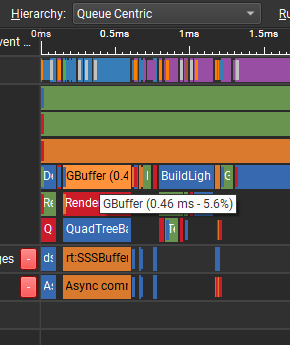 Hierarchy: Queue Centric Ru
vent ...
0ms 0.5ms 1ms 1.5ms
De GBuffer (0.4 BuildLigh G
Re Rende
GBuffer (0.46 ms - 5.6%)
Q QuadTreeBa Te
ges - ds rt:SSSBuffer
- As Async comr